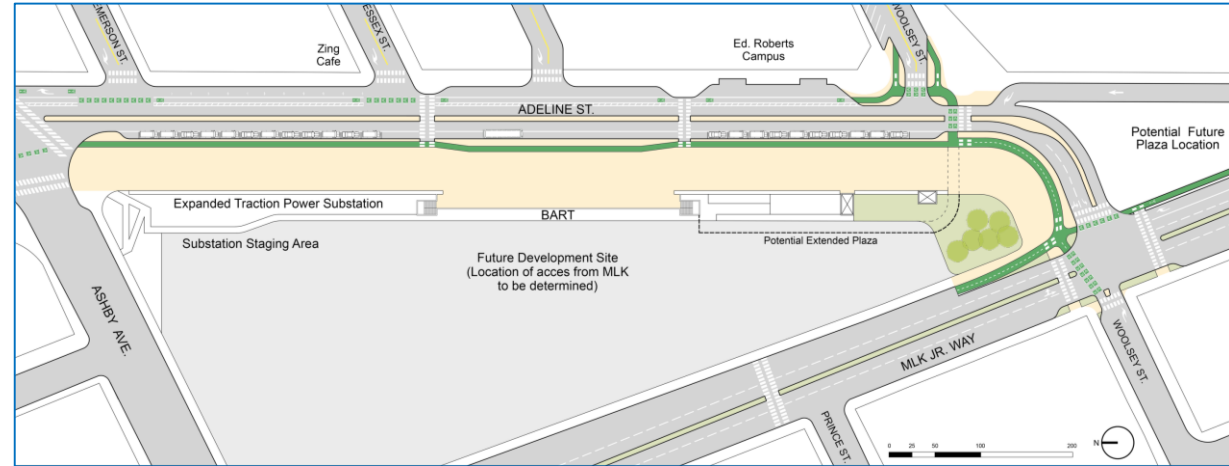 EMERSON ST.
ESSEX ST.
WOOLSEY ST.
Zing
Cafe
Ed. Roberts
Campus
ADELINE ST.
Potential Future
Plaza Location
Expanded Traction Power Substation
BART
Substation Staging Area
Potential Extended Plaza
Future Development Site
(Location of acces from MLK
to be determined)
ASHBY AVE.
MLK JR. WAY
WOOLSEY ST.
PRINCE ST.
0 25 50 100 200
N